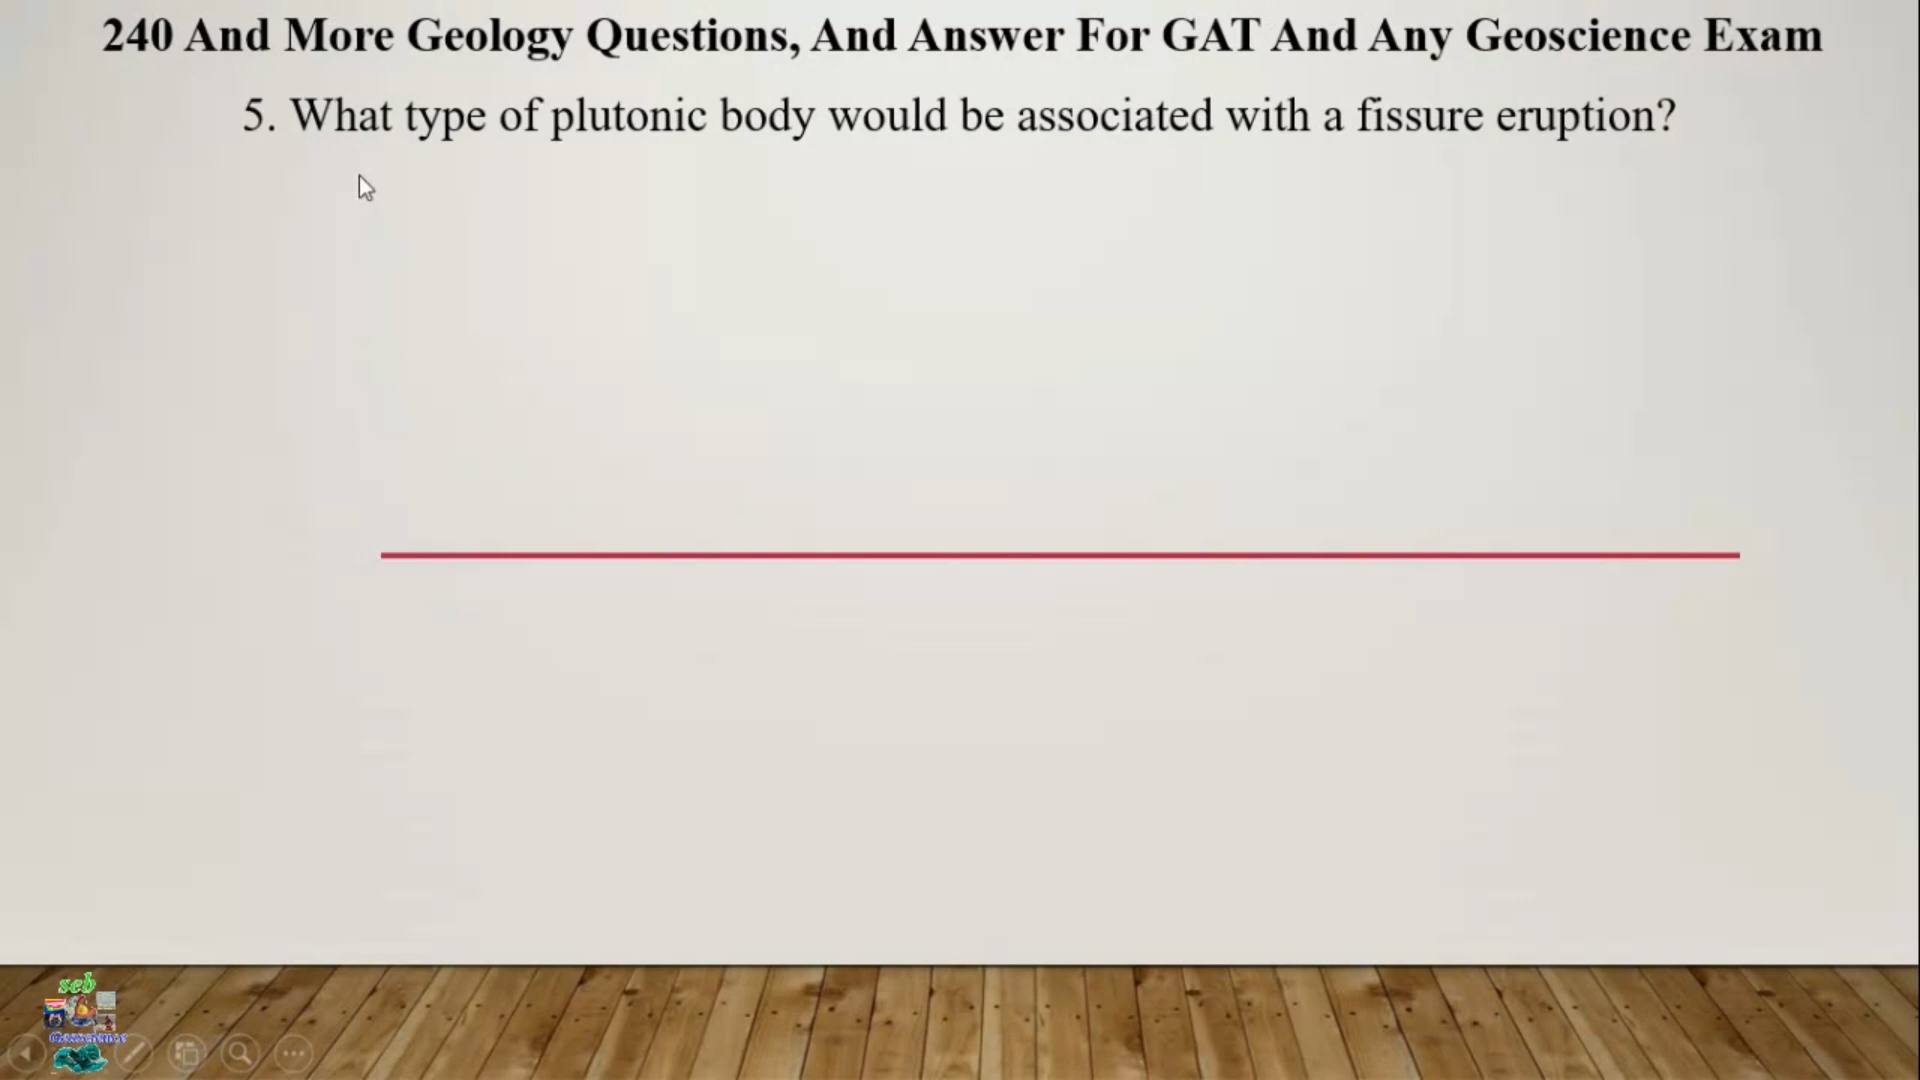 240 And More Geology Questions, And Answer For GAT And Any Geoscience Exam
5. What type of plutonic body would be associated with a fissure eruption?
seb
Geoscience